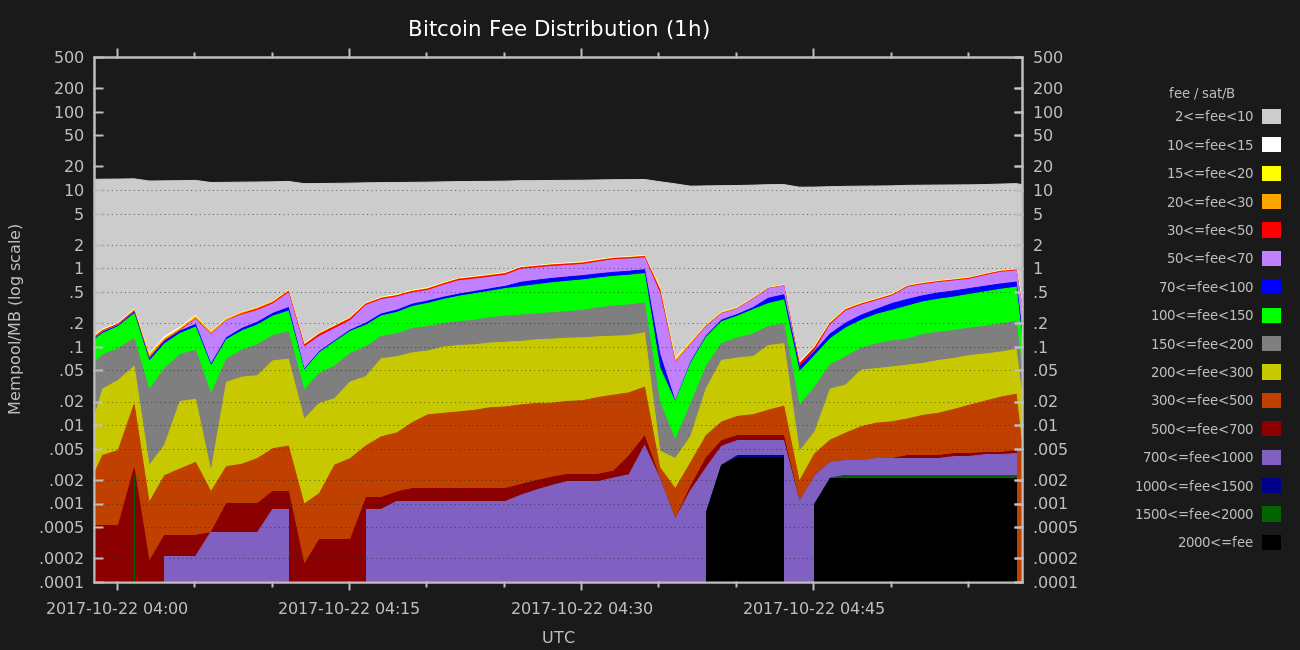 Bitcoin Fee Distribution (1h)
Mempool/MB (log scale)
500
200
100
50
20
10
5
2
1
.5
.2
.1
.05
.02
.01
.005
.002
.001
.0005
.0002
.0001
500
200
100
50
20
10
5
2
1
.5
.2
.1
.05
.02
.01
.005
.002
.001
.0005
.0002
.0001
2017-10-22 04:00
2017-10-22 04:15
2017-10-22 04:30
2017-10-22 04:45
UTC
fee / sat/B
2<=fee<10
10<=fee<15
15<=fee<20
20<=fee<30
30<=fee<50
50<=fee<70
70<=fee<100
100<=fee<150
150<=fee<200
200<=fee<300
300<=fee<500
500<=fee<700
700<=fee<1000
1000<=fee<1500
1500<=fee<2000
2000<=fee